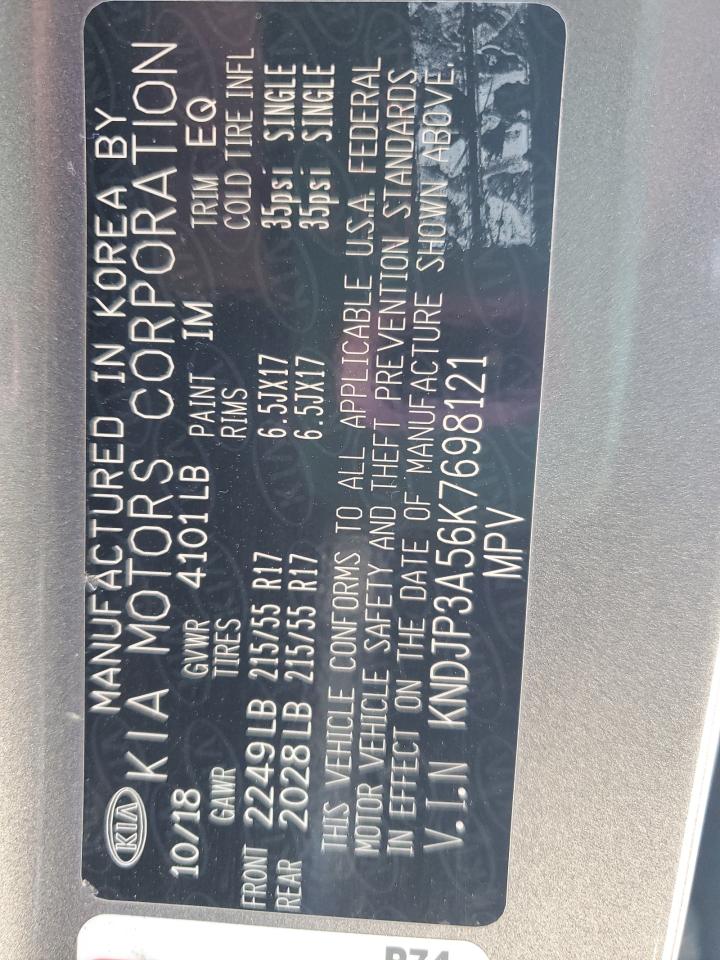 MANUFACTURED IN KOREA BY
KIA KIA MOTORS CORPORATION
10/18 GVWR 4101LB PAINT IM TRIM EQ
GAWR TIRES RIMS COLD TIRE INFL
FRONT 2249LB 215/55 R17 6.5JX17 35psi SINGLE
REAR 2028LB 215/55 R17 6.5JX17 35psi SINGLE
THIS VEHICLE CONFORMS TO ALL APPLICABLE U.S.A. FEDERAL
MOTOR VEHICLE SAFETY AND THEFT PREVENTION STANDARDS
IN EFFECT ON THE DATE OF MANUFACTURE SHOWN ABOVE.
V.I.N KNDJP3A56K7698121
MPV